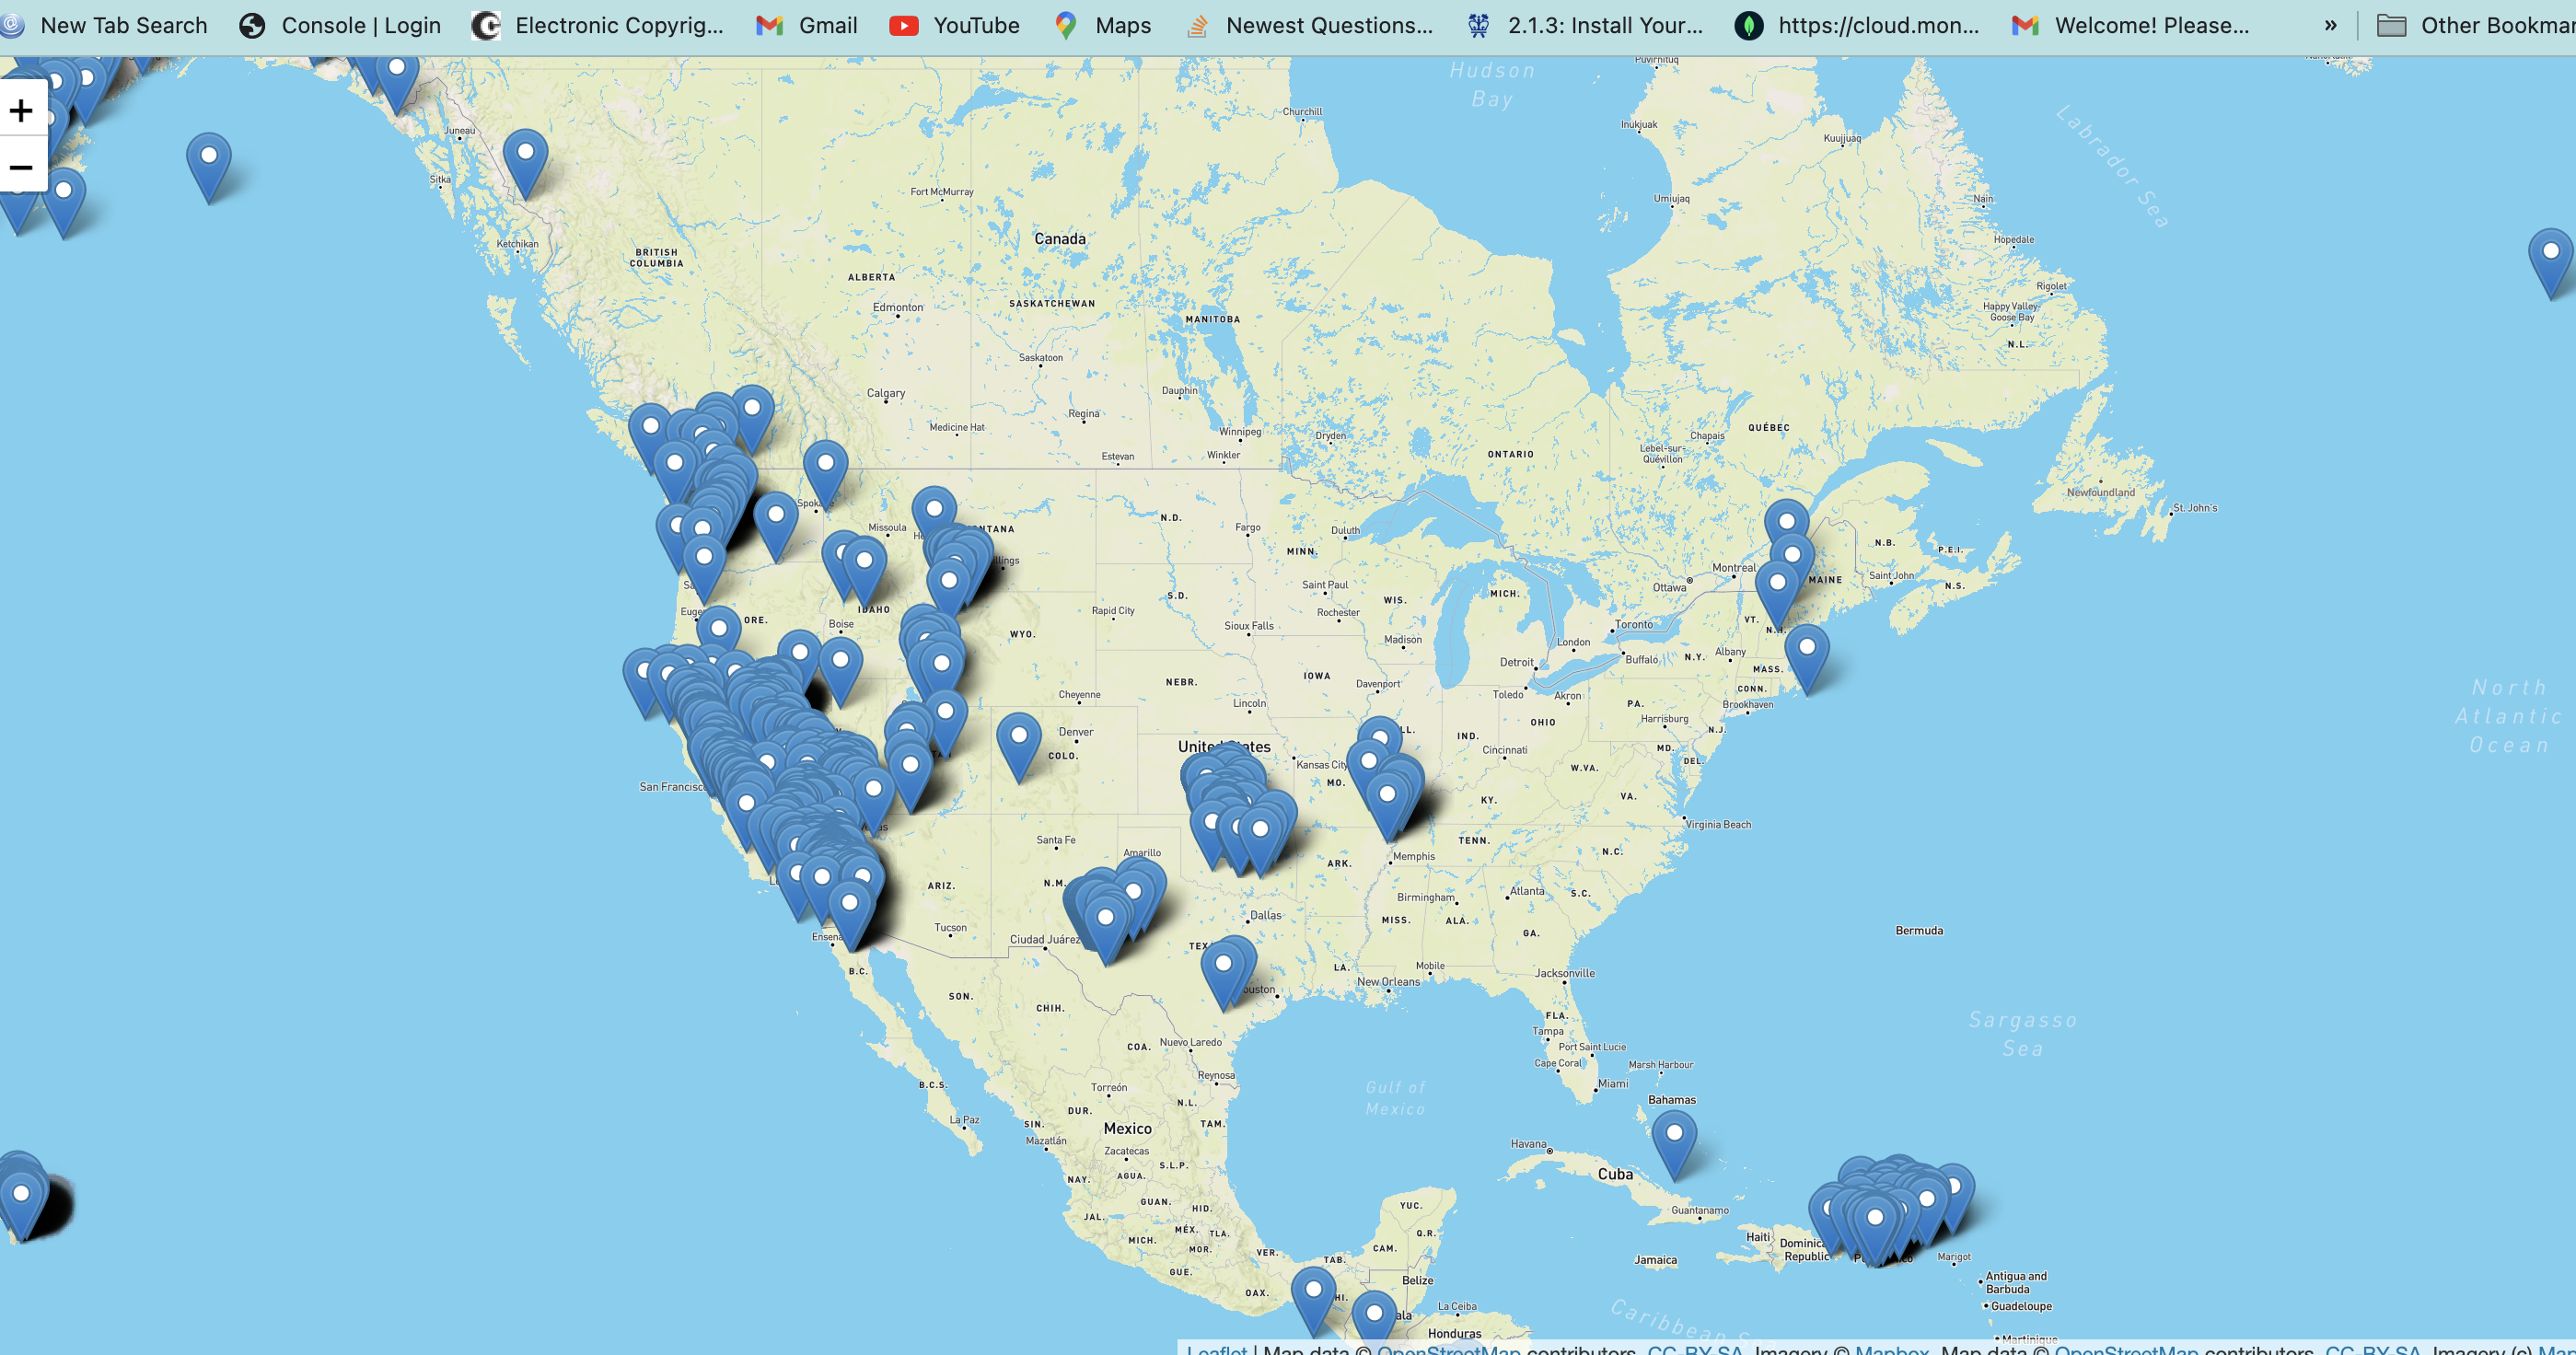 New Tab Search Console | Login Electronic Copyrig... Gmail YouTube Maps Newest Questions... 2.1.3: Install Your... https://cloud.mon... Welcome! Please... » Other Bookmar
+
−
Hudson
Bay
Puvirnituq
Churchill
Inukjuak
Kuujjuaq
Labrador Sea
Juneau
Sitka
Fort McMurray
Umiujaq
Nain
Ketchikan
Canada
Hopedale
BRITISH
COLUMBIA
ALBERTA
Rigolet
Edmonton
SASKATCHEWAN
MANITOBA
Happy Valley-
Goose Bay
N.L.
Saskatoon
Calgary
Dauphin
Regina
Medicine Hat
Winnipeg
Dryden
Chapais
QUÉBEC
Estevan
Winkler
ONTARIO
Lebel-sur-
Quévillon
Newfoundland
St. John's
Spok
N.D.
Missoula
Fargo
Duluth
NTANA
N.B.
P.E.I.
MINN.
llings
Montreal
MAINE
Saint John
N.S.
Ottawa
Saint Paul
S.D.
WIS.
MICH.
IDAHO
Rapid City
Rochester
Euge
ORE.
Boise
Sioux Falls
Toronto
VT.
N.H.
WYO.
Madison
London
Detroit
Buffalo
N.Y.
Albany
MASS.
NEBR.
IOWA
Davenport
CONN.
Cheyenne
Toledo
Akron
PA.
Brookhaven
Lincoln
Harrisburg
North
Atlantic
Ocean
OHIO
N.J.
Denver
COLO.
United States
LL.
IND.
Cincinnati
MD.
DEL.
Kansas City
MO.
W.VA.
San Francisc
KY.
VA.
Virginia Beach
Santa Fe
Amarillo
TENN.
N.C.
Memphis
ARK.
ARIZ.
N.M.
Birmingham
Atlanta
S.C.
Dallas
MISS.
ALA.
Tucson
Ensena
Ciudad Juárez
TEX
GA.
Bermuda
B.C.
LA.
Mobile
Jacksonville
New Orleans
ouston
SON.
CHIH.
FLA.
Tampa
Sargasso
Sea
COA.
Nuevo Laredo
Port Saint Lucie
Cape Coral
Marsh Harbour
Reynosa
Miami
B.C.S.
Torreón
Gulf of
Mexico
Bahamas
DUR.
N.L.
La Paz
SIN.
Mexico
TAM.
Mazatlán
Zacatecas
Havana
S.L.P.
Cuba
NAY.
AGUA.
GUAN.
HID.
YUC.
Guantanamo
JAL.
MÉX.
TLA.
Q.R.
MICH.
MOR.
VER.
CAM.
Haiti
Dominica
Republic
TAB.
Jamaica
Marigot
GUE.
Belize
Antigua and
Barbuda
OAX.
HI.
Guadeloupe
La Ceiba
ala
Caribbean Sea
Honduras
Martinique
Leaflet | Map data © OpenStreetMap contributors, CC-BY-SA, Imagery © Mapbox, Map data © OpenStreetMap contributors, CC-BY-SA, Imagery (c) Map